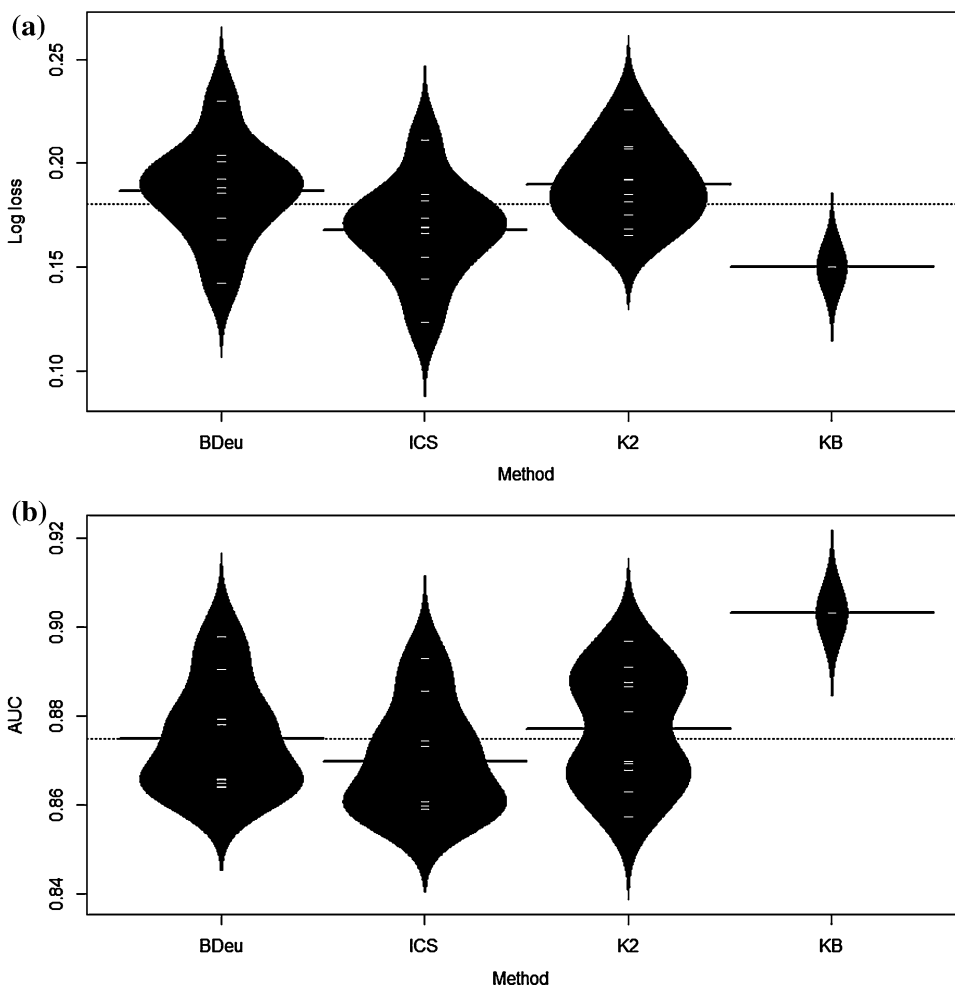 (a)
Log loss
0.25
0.20
0.15
0.10
BDeu
ICS
K2
KB
Method
(b)
AUC
0.92
0.90
0.88
0.86
0.84
BDeu
ICS
K2
KB
Method